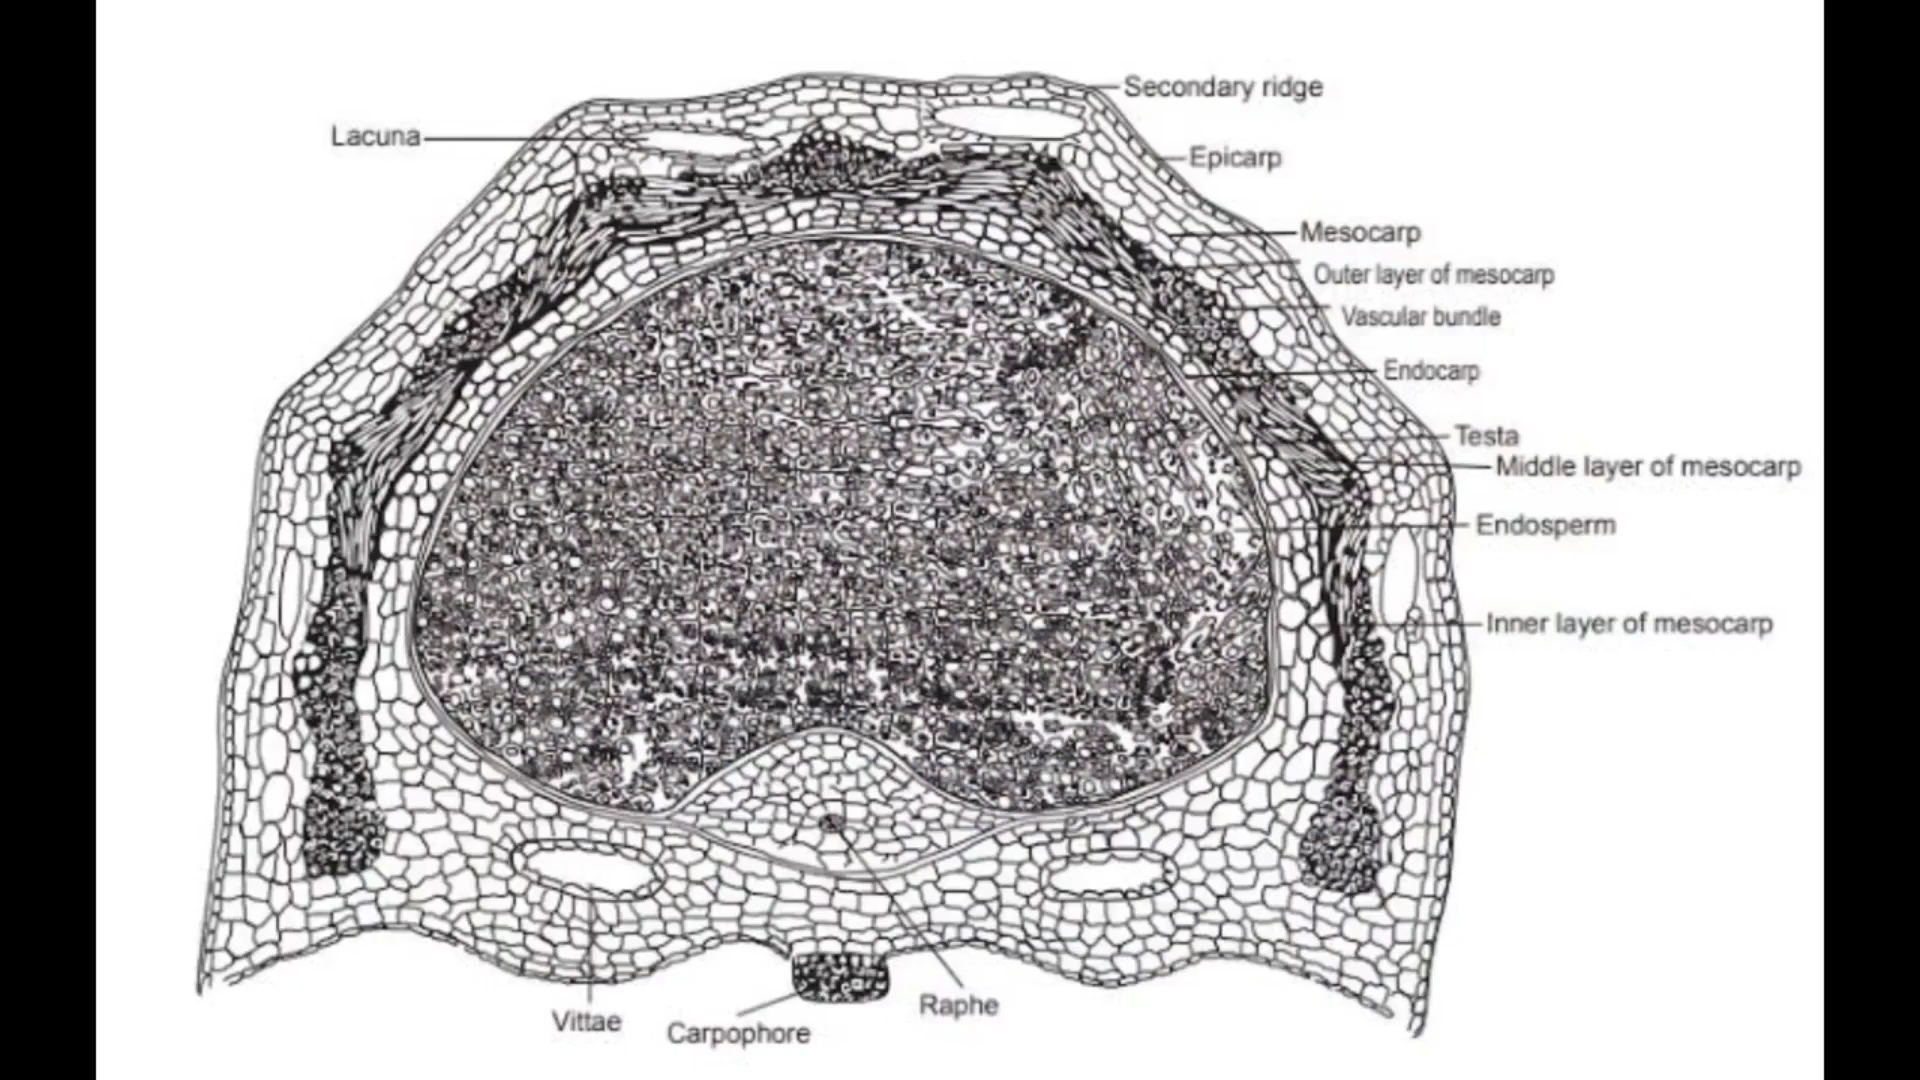 Secondary ridge
Lacuna
Epicarp
Mesocarp
Outer layer of mesocarp
Vascular bundle
Endocarp
Testa
Middle layer of mesocarp
Endosperm
Inner layer of mesocarp
Raphe
Vittae
Carpophore